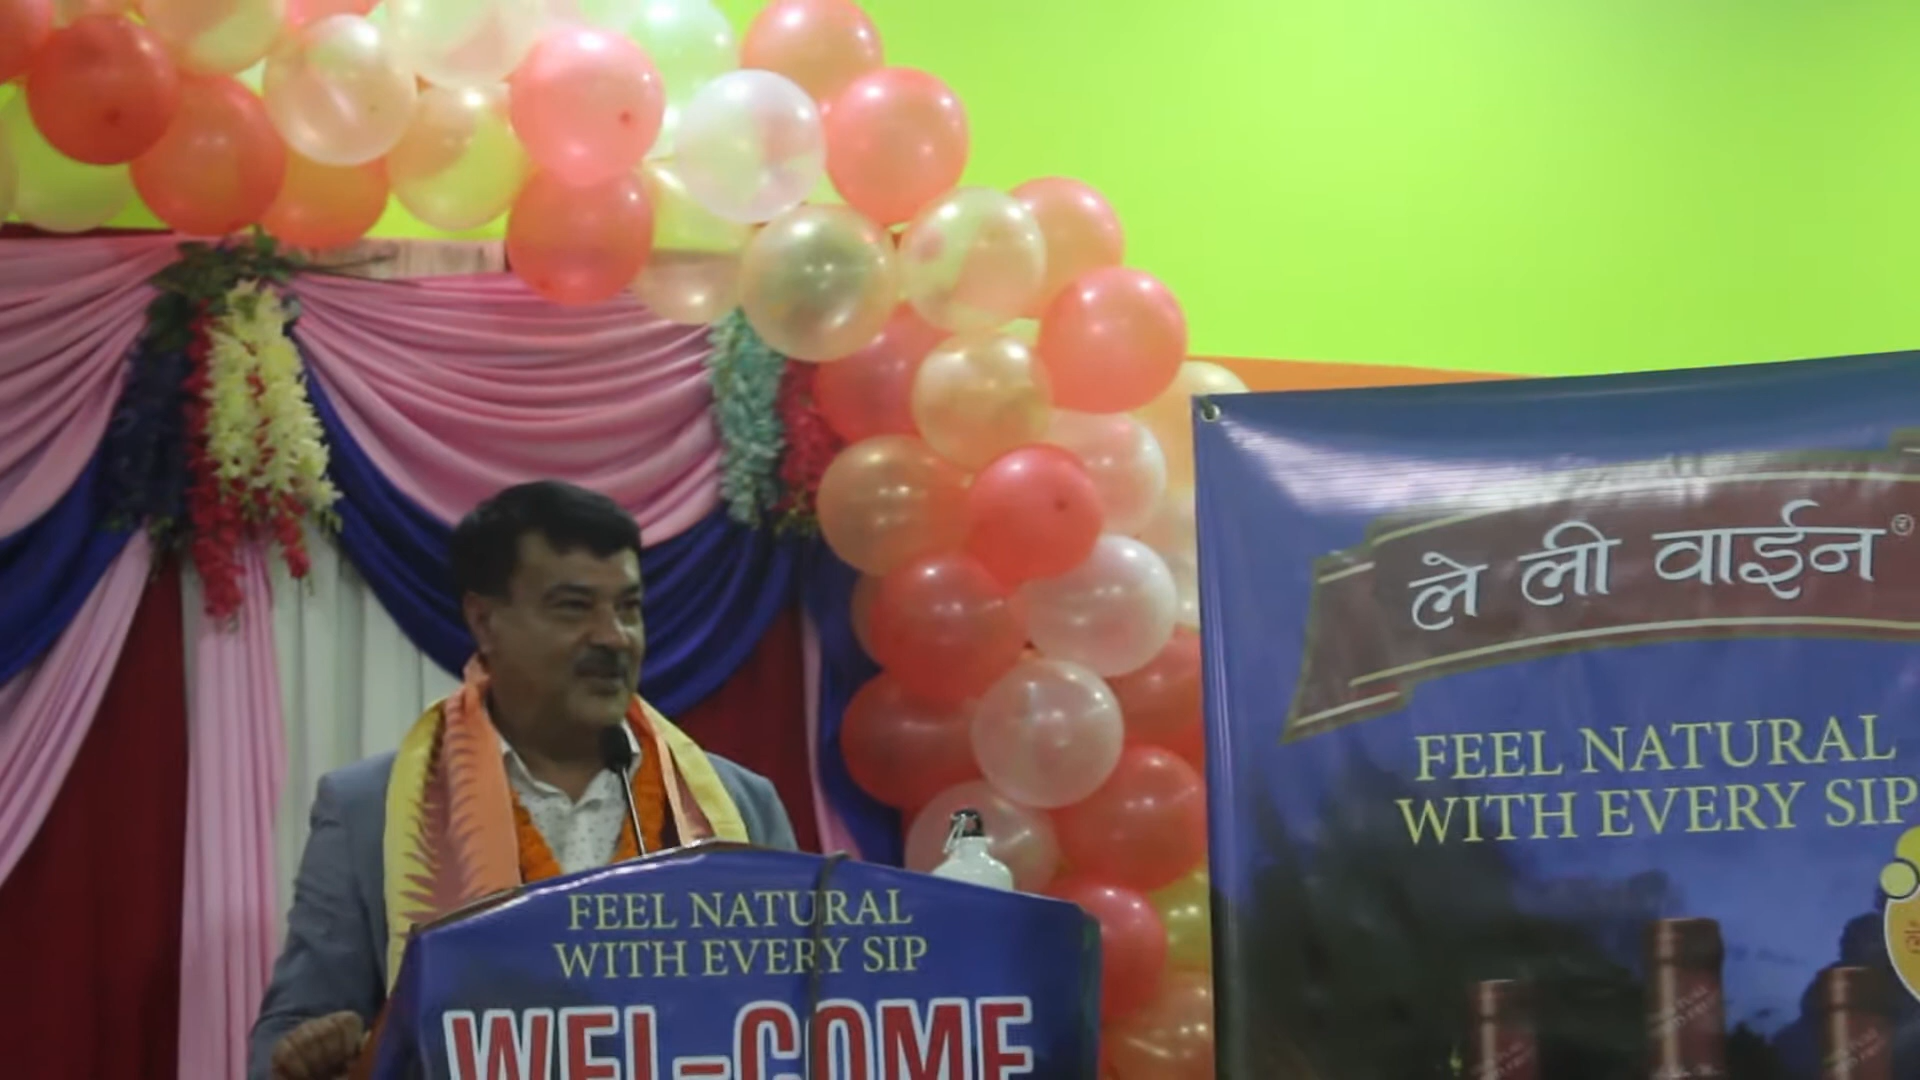 ले ली वाईन
FEEL NATURAL
WITH EVERY SIP
FEEL NATURAL
WITH EVERY SIP
WEL-COME